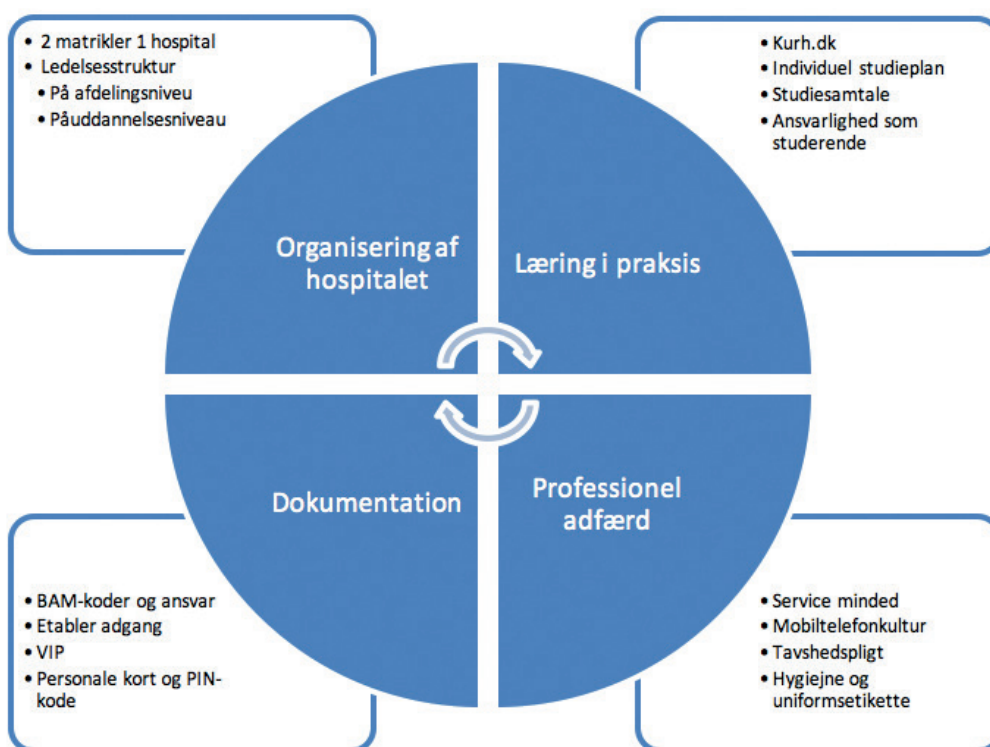 • 2 matrikler 1 hospital
• Ledelsesstruktur
• På afdelingsniveu
• Påuddannelsesniveau
• Kurh.dk
• Individuel studieplan
• Studiesamtale
• Ansvarlighed som
studerende
Organisering af
hospitalet
Læring i praksis
Dokumentation
Professionel
adfærd
• BAM-koder og ansvar
• Etabler adgang
• VIP
• Personale kort og PIN-
kode
• Service minded
• Mobiltelefonkultur
• Tavshedspligt
• Hygiejne og
uniformsetikette